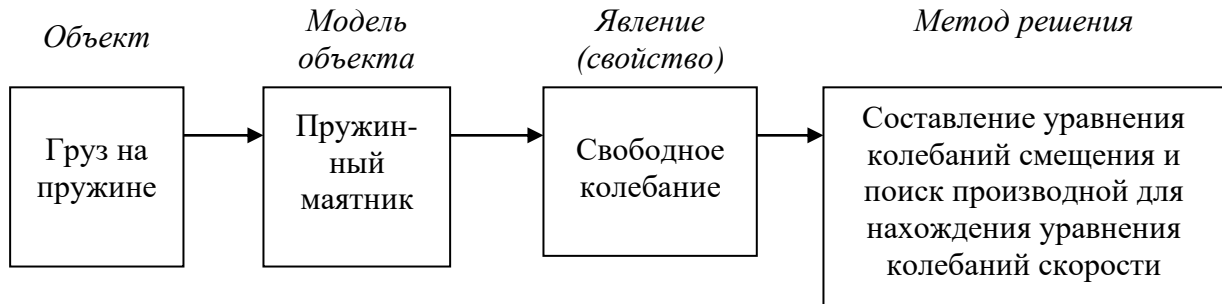 Объект
Модель
объекта
Явление
(свойство)
Метод решения
Груз на
пружине
Пружин-
ный
маятник
Свободное
колебание
Составление уравнения
колебаний смещения и
поиск производной для
нахождения уравнения
колебаний скорости